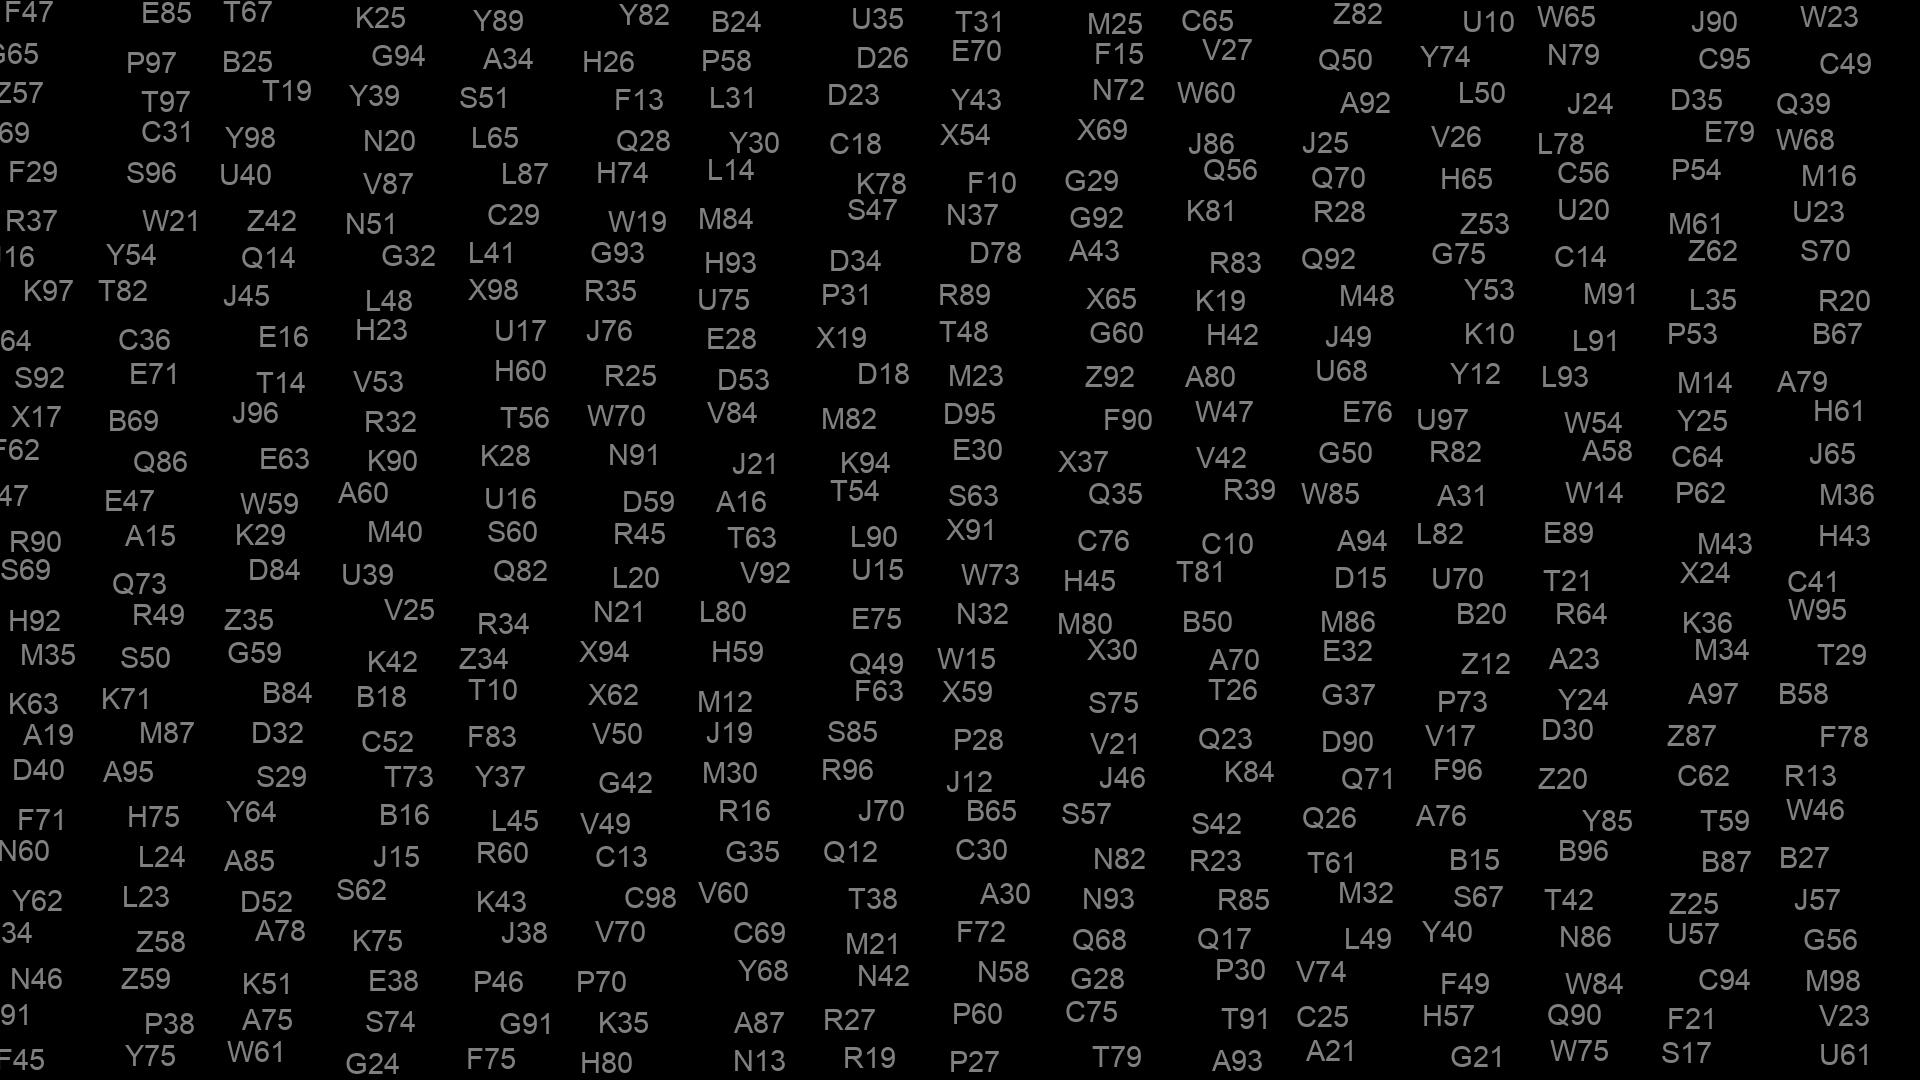 F47 E85 T67 K25 Y89 Y82 B24 U35 T31 M25 C65 Z82 U10 W65 J90 W23
G65 P97 B25 G94 A34 H26 P58 D26 E70 F15 V27 Q50 Y74 N79 C95 C49
Z57 T97 T19 Y39 S51 F13 L31 D23 Y43 N72 W60 A92 L50 J24 D35 Q39
69 C31 Y98 N20 L65 Q28 Y30 C18 X54 X69 J86 J25 V26 L78 E79 W68
F29 S96 U40 V87 L87 H74 L14 K78 F10 G29 Q56 Q70 H65 C56 P54 M16
R37 W21 Z42 N51 C29 W19 M84 S47 N37 G92 K81 R28 Z53 U20 M61 U23
16 Y54 Q14 G32 L41 G93 H93 D34 D78 A43 R83 Q92 G75 C14 Z62 S70
K97 T82 J45 L48 X98 R35 U75 P31 R89 X65 K19 M48 Y53 M91 L35 R20
64 C36 E16 H23 U17 J76 E28 X19 T48 G60 H42 J49 K10 L91 P53 B67
S92 E71 T14 V53 H60 R25 D53 D18 M23 Z92 A80 U68 Y12 L93 M14 A79
X17 B69 J96 R32 T56 W70 V84 M82 D95 F90 W47 E76 U97 W54 Y25 H61
F62 Q86 E63 K90 K28 N91 J21 K94 E30 X37 V42 G50 R82 A58 C64 J65
47 E47 W59 A60 U16 D59 A16 T54 S63 Q35 R39 W85 A31 W14 P62 M36
R90 A15 K29 M40 S60 R45 T63 L90 X91 C76 C10 A94 L82 E89 M43 H43
S69 Q73 D84 U39 Q82 L20 V92 U15 W73 H45 T81 D15 U70 T21 X24 C41
H92 R49 Z35 V25 R34 N21 L80 E75 N32 M80 B50 M86 B20 R64 K36 W95
M35 S50 G59 K42 Z34 X94 H59 Q49 W15 X30 A70 E32 Z12 A23 M34 T29
K63 K71 B84 B18 T10 X62 M12 F63 X59 S75 T26 G37 P73 Y24 A97 B58
A19 M87 D32 C52 F83 V50 J19 S85 P28 V21 Q23 D90 V17 D30 Z87 F78
D40 A95 S29 T73 Y37 G42 M30 R96 J12 J46 K84 Q71 F96 Z20 C62 R13
F71 H75 Y64 B16 L45 V49 R16 J70 B65 S57 S42 Q26 A76 Y85 T59 W46
N60 L24 A85 J15 R60 C13 G35 Q12 C30 N82 R23 T61 B15 B96 B87 B27
Y62 L23 D52 S62 K43 C98 V60 T38 A30 N93 R85 M32 S67 T42 Z25 J57
34 Z58 A78 K75 J38 V70 C69 M21 F72 Q68 Q17 L49 Y40 N86 U57 G56
N46 Z59 K51 E38 P46 P70 Y68 N42 N58 G28 P30 V74 F49 W84 C94 M98
91 P38 A75 S74 G91 K35 A87 R27 P60 C75 T91 C25 H57 Q90 F21 V23
F45 Y75 W61 G24 F75 H80 N13 R19 P27 T79 A93 A21 G21 W75 S17 U61